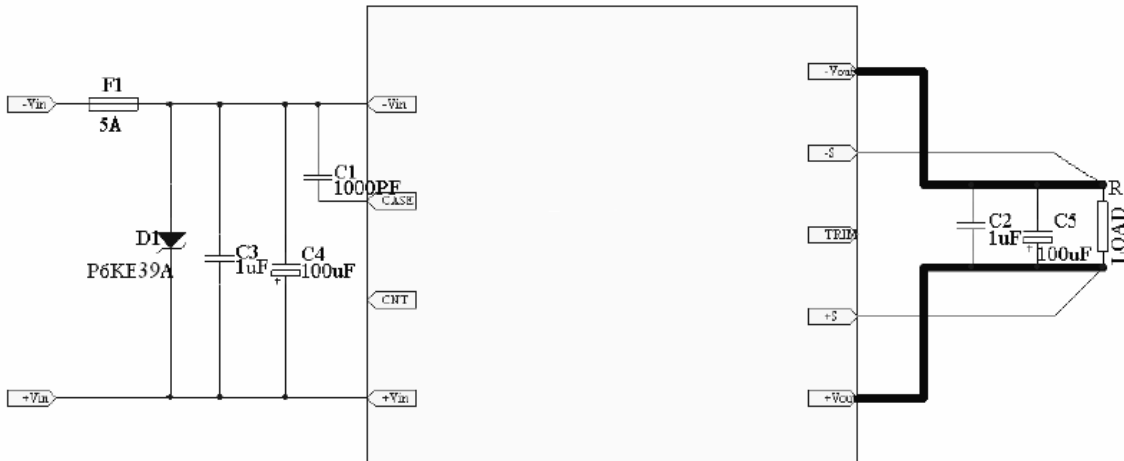 F1
-Vin
5A
-Vin
C1
1000PF
CASE
D1
P6KE39A
C3
1uF
C4
100uF
CNT
+Vin
+Vin
-Vout
-S
R
C2
1uF
C5
100uF
LOAD
TRIM
+S
+Vou